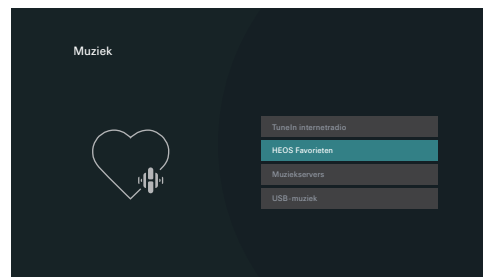 Muziek
TuneIn internetradio
HEOS Favorieten
Muziekservers
USB-muziek